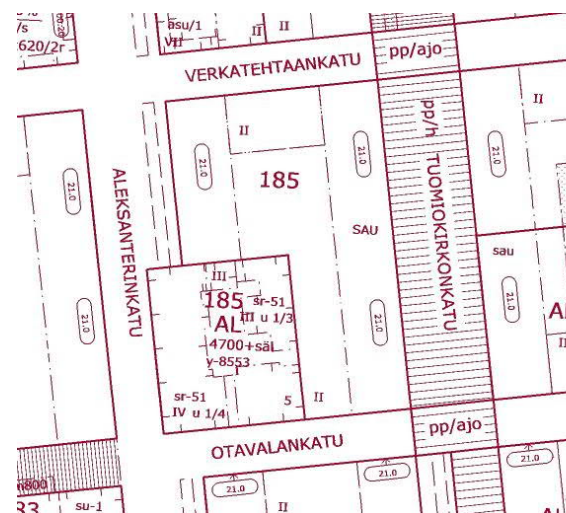 /s
620/2r
asu/1
VII
II
II
pp/ajo
VERKATEHTAANKATU
pp/h
II
II
21.0
21.0
21.0
21.0
185
TUOMIOKIRKONKATU
ALEKSANTERINKATU
SAU
sau
III
185
sr-51
AL
III u 1/3
4700+säL
y-8553
I
21.0
21.0
21.0
sr-51
IV u 1/4
5
II
pp/ajo
OTAVALANKATU
21.0
21.0
21.0
83
su-1
II
II